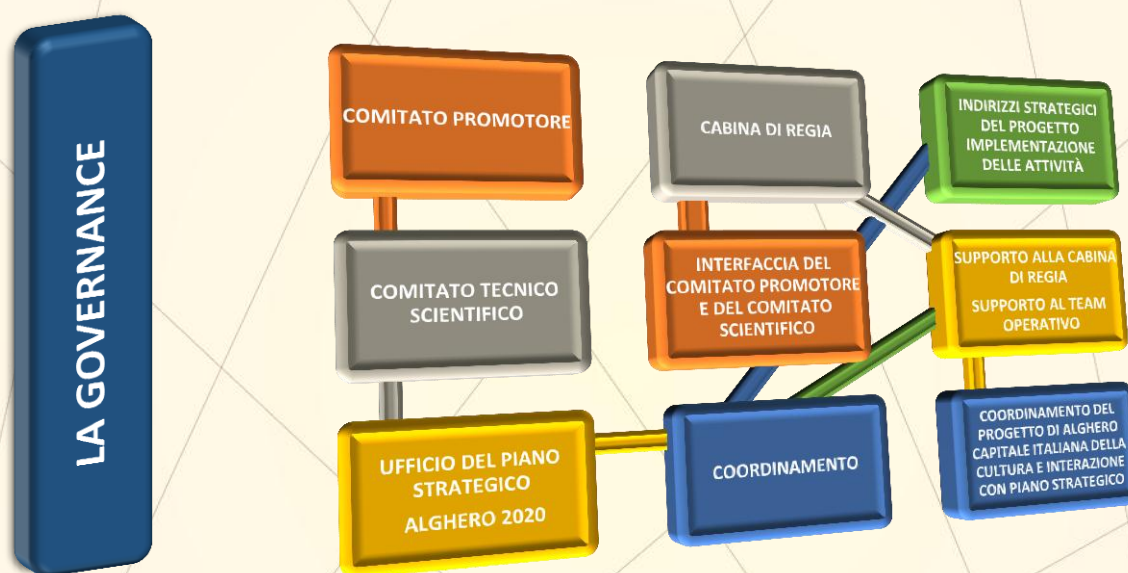 LA GOVERNANCE
COMITATO PROMOTORE
COMITATO TECNICO
SCIENTIFICO
UFFICIO DEL PIANO
STRATEGICO
ALGHERO 2020
CABINA DI REGIA
INTERFACCIA DEL
COMITATO PROMOTORE
E DEL COMITATO
SCIENTIFICO
COORDINAMENTO
INDIRIZZI STRATEGICI
DEL PROGETTO
IMPLEMENTAZIONE
DELLE ATTIVITÀ
SUPPORTO ALLA CABINA
DI REGIA
SUPPORTO AL TEAM
OPERATIVO
COORDINAMENTO DEL
PROGETTO DI ALGHERO
CAPITALE ITALIANA DELLA
CULTURA E INTERAZIONE
CON PIANO STRATEGICO